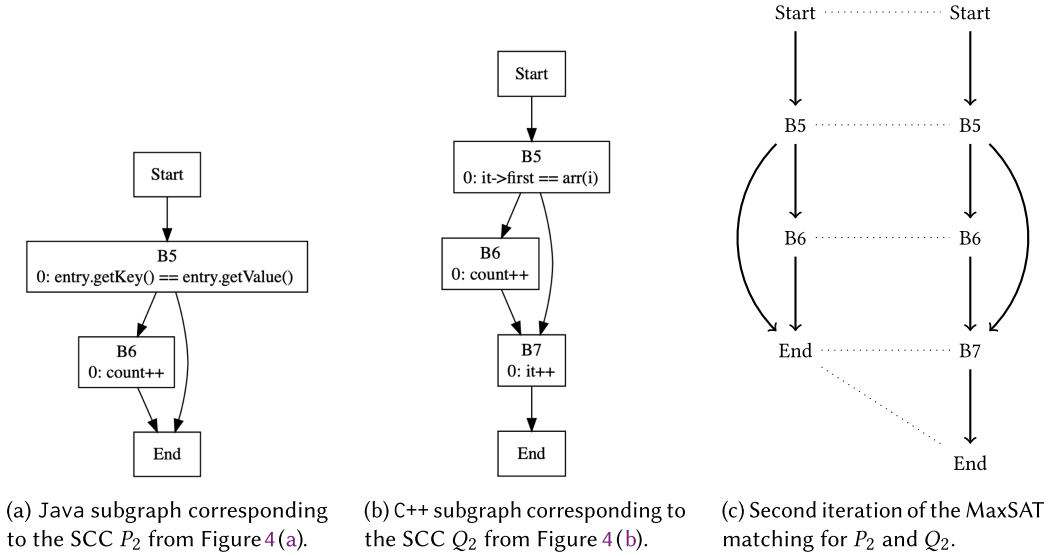 Start
B5
0: entry.getKey() == entry.getValue()
B6
0: count++
End
(a) Java subgraph corresponding
to the SCC P2 from Figure 4(a).
Start
B5
0: it->first == arr(i)
B6
0: count++
B7
0: it++
End
(b) C++ subgraph corresponding to
the SCC Q2 from Figure 4(b).
Start Start
B5 B5
B6 B6
End B7
End
(c) Second iteration of the MaxSAT
matching for P2 and Q2.